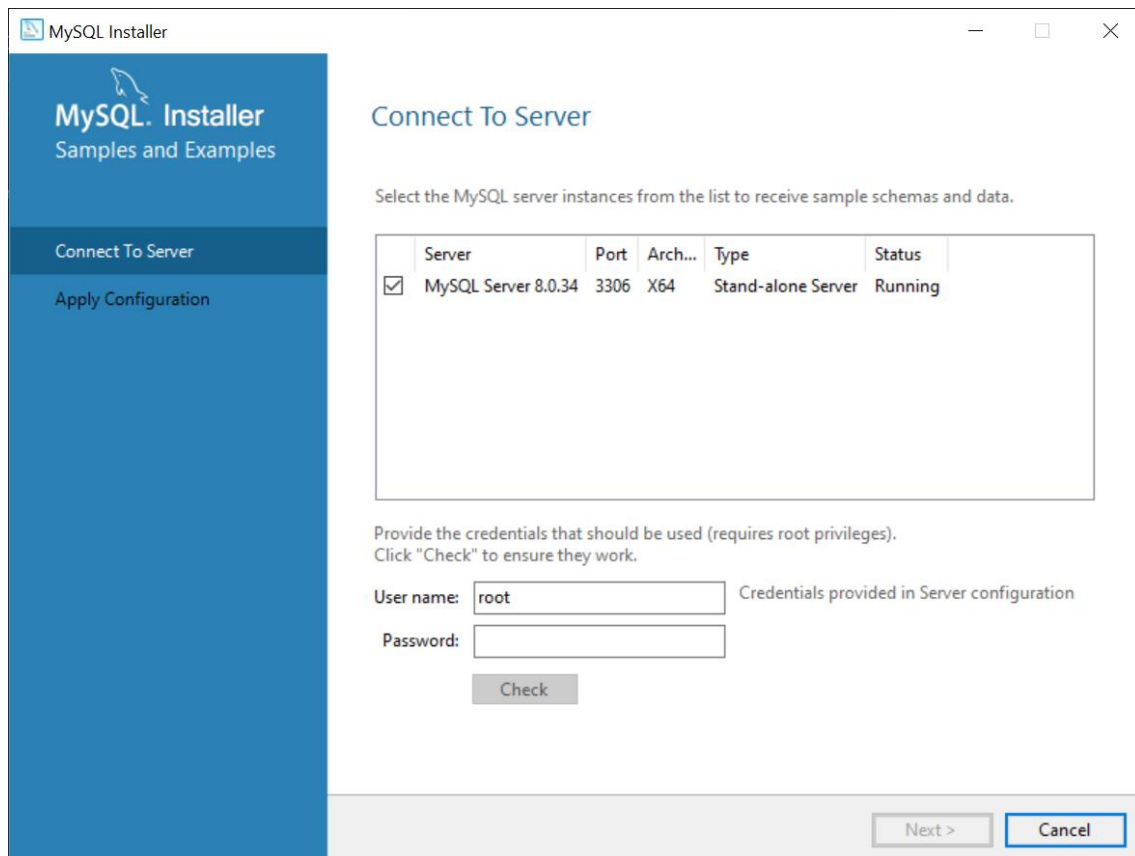 MySQL Installer
MySQL. Installer
Samples and Examples
Connect To Server
Apply Configuration
Connect To Server
Select the MySQL server instances from the list to receive sample schemas and data.
Server Port Arch... Type Status
MySQL Server 8.0.34 3306 X64 Stand-alone Server Running
Provide the credentials that should be used (requires root privileges).
Click "Check" to ensure they work.
User name: root Credentials provided in Server configuration
Password:
Check
Next > Cancel